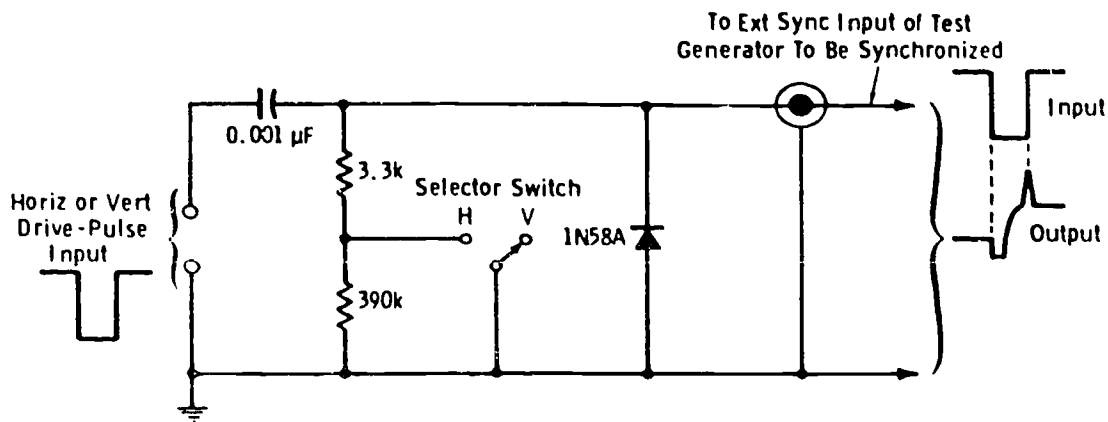 To Ext Sync Input of Test
Generator To Be Synchronized
Input
0.001 µF
3.3k
Selector Switch
H
V
Horiz or Vert
Drive-Pulse
Input
1N58A
Output
390k